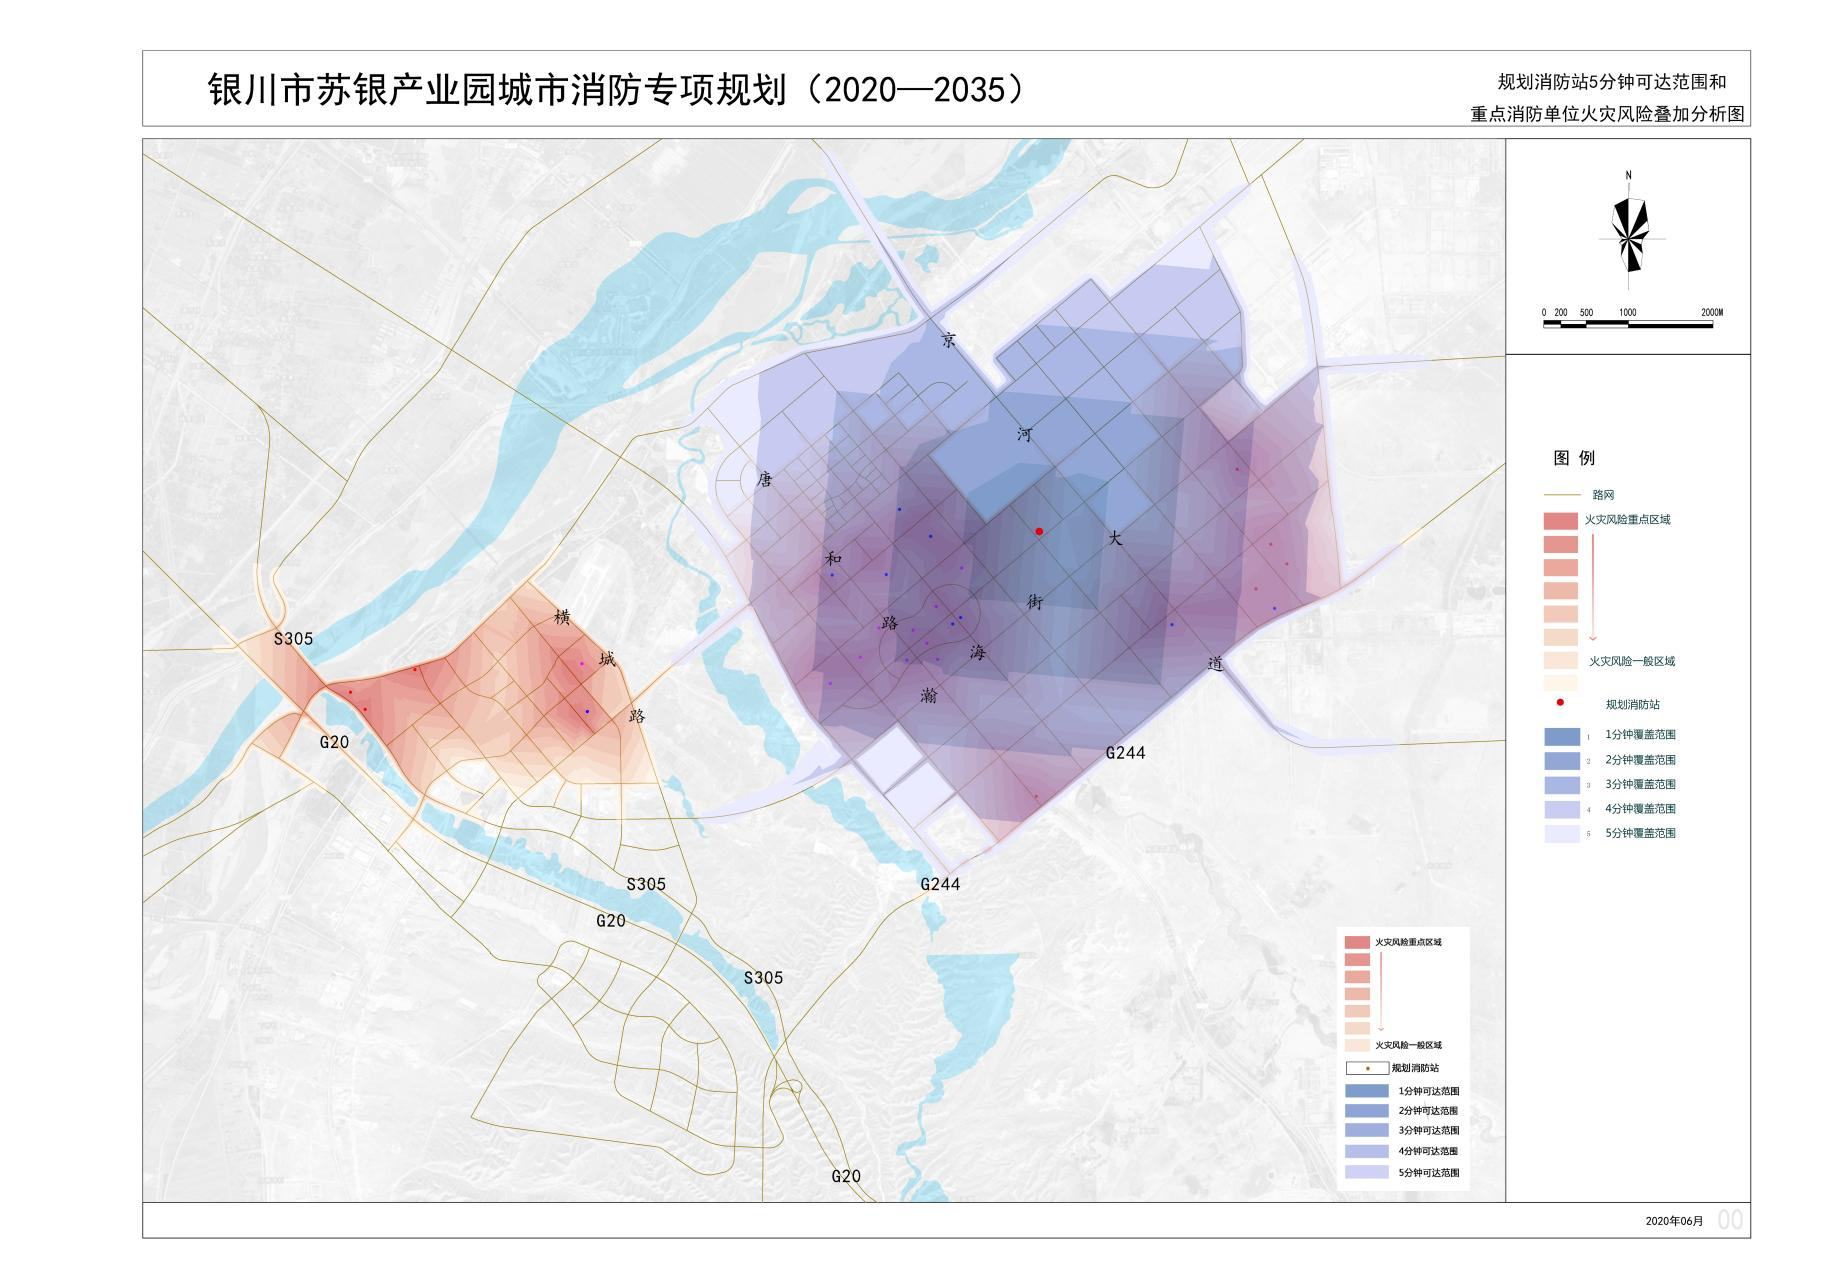 银川市苏银产业园城市消防专项规划（2020—2035）
规划消防站5分钟可达范围和
重点消防单位火灾风险叠加分析图
N
0 200 500 1000 2000M
图 例
路网
火灾风险重点区域
火灾风险一般区域
规划消防站
1 1分钟覆盖范围
2 2分钟覆盖范围
3 3分钟覆盖范围
4 4分钟覆盖范围
5 5分钟覆盖范围
京
河
大
道
唐
和
路
街
海
瀚
横
城
路
S305
G20
G244
G244
S305
G20
S305
G20
火灾风险重点区域
火灾风险一般区域
规划消防站
1分钟可达范围
2分钟可达范围
3分钟可达范围
4分钟可达范围
5分钟可达范围
2020年06月 00